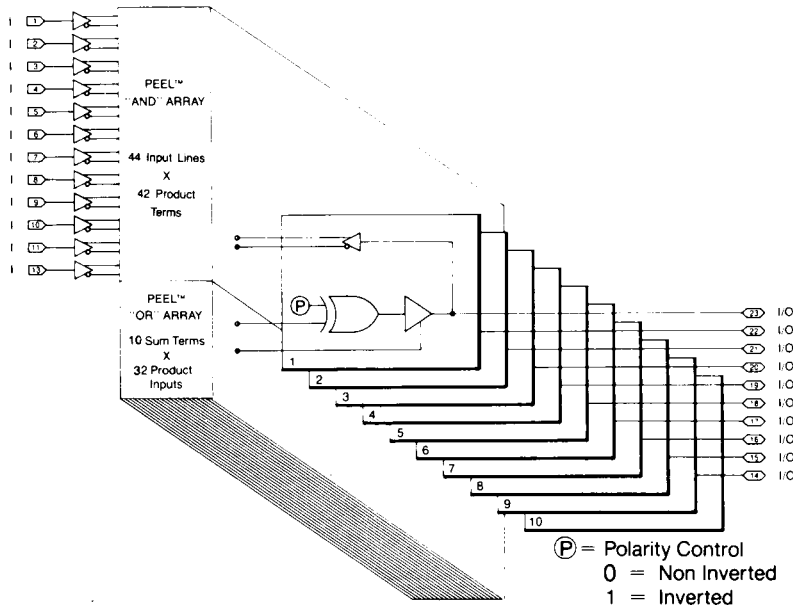 I 1
I 2
I 3
I 4
I 5
I 6
I 7
I 8
I 9
I 10
I 11
I 13
PEEL™
"AND" ARRAY
44 Input Lines
X
42 Product
Terms
PEEL™
"OR" ARRAY
10 Sum Terms
X
32 Product
Inputs
P
1
2
3
4
5
6
7
8
9
10
23 I/O
22 I/O
21 I/O
20 I/O
19 I/O
18 I/O
17 I/O
16 I/O
15 I/O
14 I/O
P = Polarity Control
0 = Non Inverted
1 = Inverted